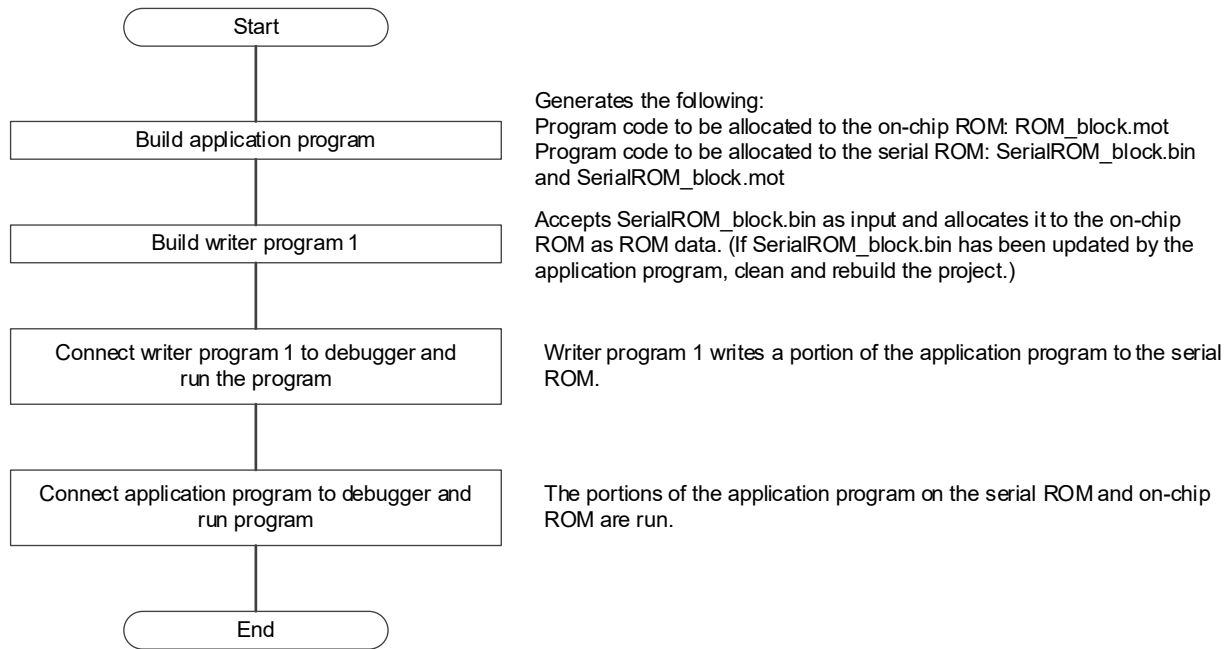 Start
Build application program
Generates the following:
Program code to be allocated to the on-chip ROM: ROM_block.mot
Program code to be allocated to the serial ROM: SerialROM_block.bin
and SerialROM_block.mot
Build writer program 1
Accepts SerialROM_block.bin as input and allocates it to the on-chip
ROM as ROM data. (If SerialROM_block.bin has been updated by the
application program, clean and rebuild the project.)
Connect writer program 1 to debugger and
run the program
Writer program 1 writes a portion of the application program to the serial
ROM.
Connect application program to debugger and
run program
The portions of the application program on the serial ROM and on-chip
ROM are run.
End